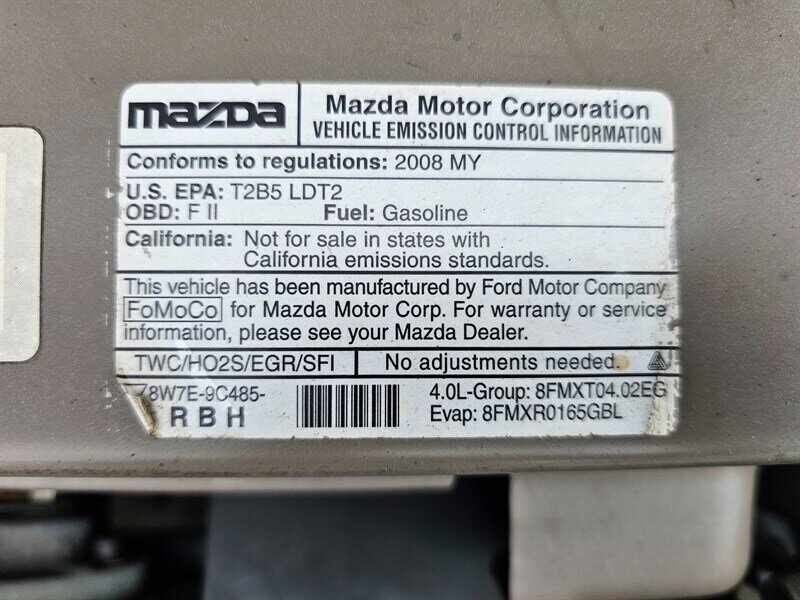 mazda
Mazda Motor Corporation
VEHICLE EMISSION CONTROL INFORMATION
Conforms to regulations: 2008 MY
U.S. EPA: T2B5 LDT2
OBD: F II Fuel: Gasoline
California: Not for sale in states with
California emissions standards.
This vehicle has been manufactured by Ford Motor Company
FoMoCo for Mazda Motor Corp. For warranty or service
information, please see your Mazda Dealer.
TWC/HO2S/EGR/SFI No adjustments needed.
78W7E-9C485-
RBH
4.0L-Group: 8FMXT04.02EG
Evap: 8FMXR0165GBL